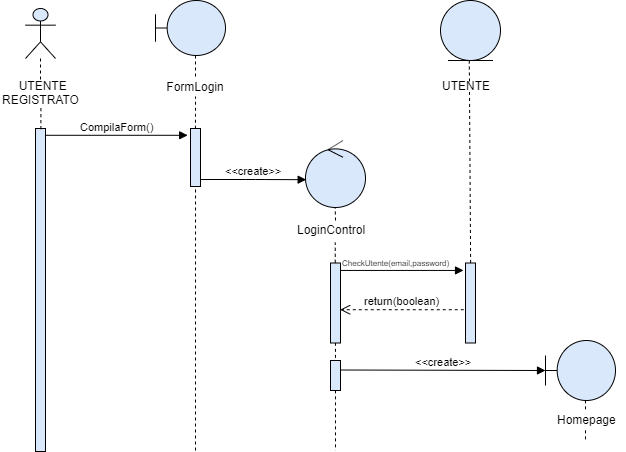 UTENTE
REGISTRATO
FormLogin
UTENTE
CompilaForm()
<<create>>
LoginControl
CheckUtente(email,password)
return(boolean)
<<create>>
Homepage